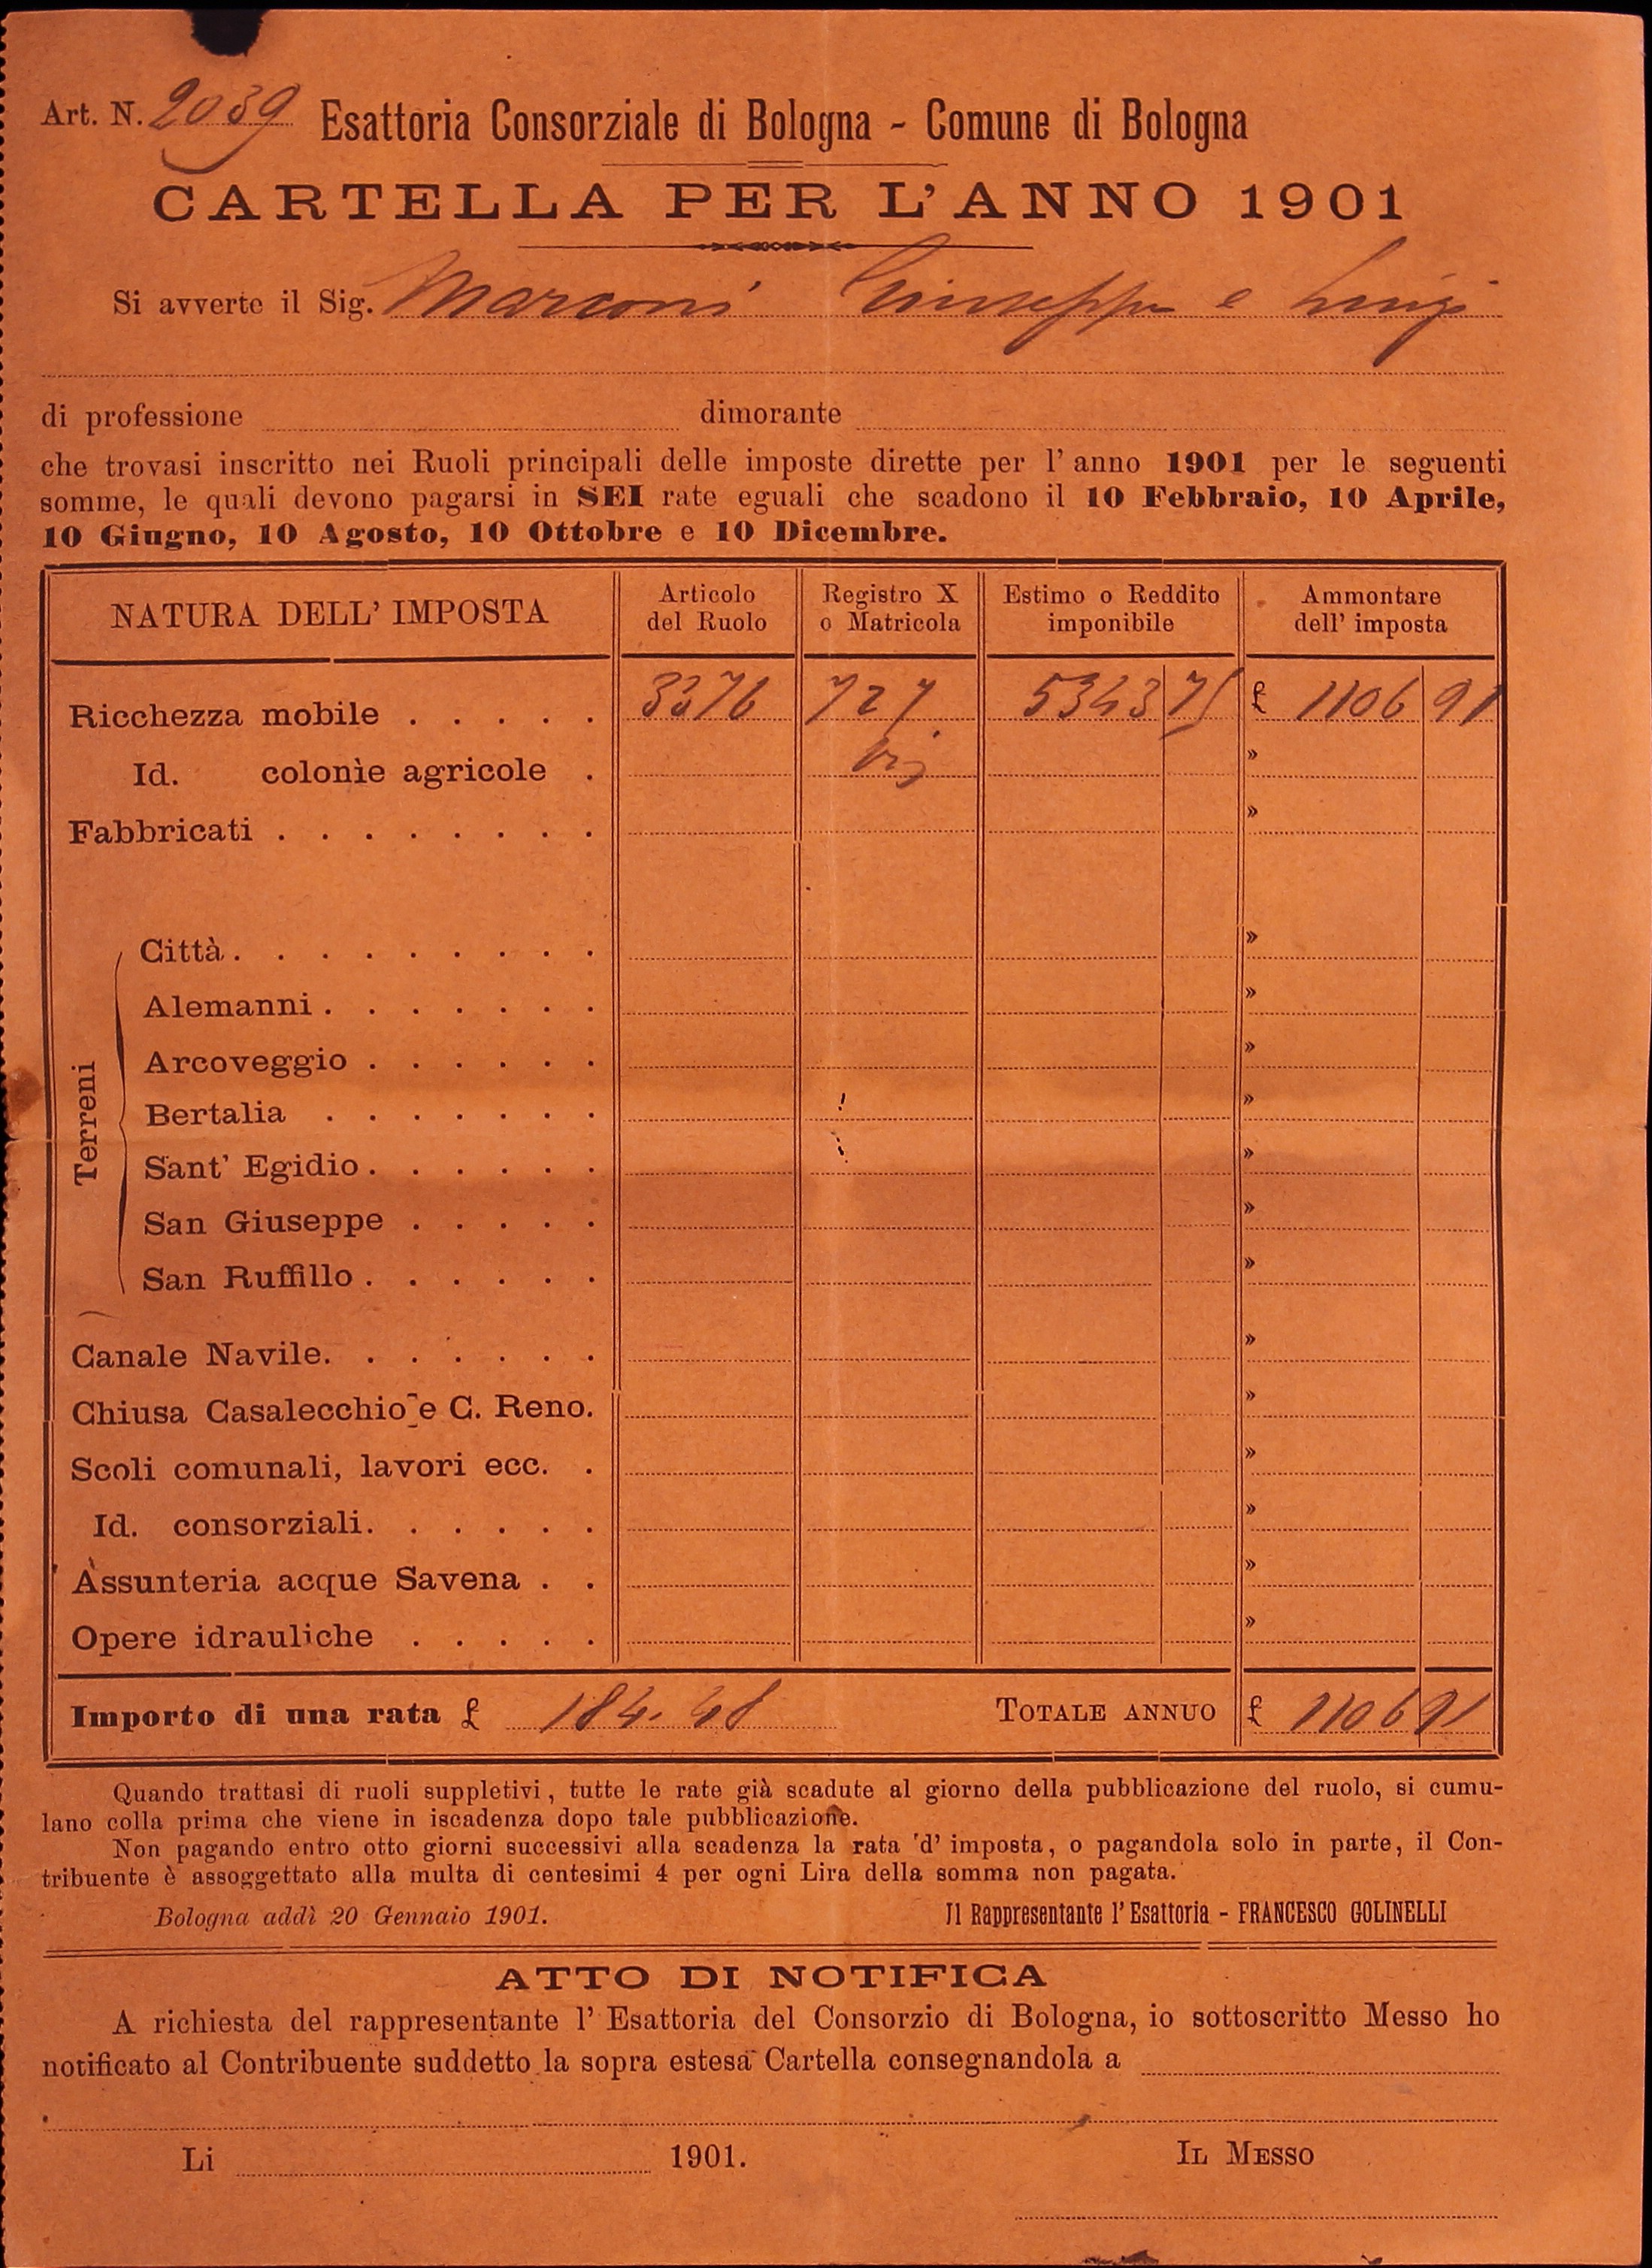 Art. N. 2039 Esattoria Consorziale di Bologna - Comune di Bologna
CARTELLA PER L'ANNO 1901
Si avverte il Sig. Marconi Giuseppe e Luigi
di professione dimorante
che trovasi inscritto nei Ruoli principali delle imposte dirette per l' anno 1901 per le seguenti
somme, le quali devono pagarsi in SEI rate eguali che scadono il 10 Febbraio, 10 Aprile,
10 Giugno, 10 Agosto, 10 Ottobre e 10 Dicembre.
NATURA DELL' IMPOSTA Articolo del Ruolo Registro X o Matricola Estimo o Reddito imponibile Ammontare dell' imposta
Ricchezza mobile . . . . . 3376 727 5343 75 £ 1106 91
Id. colonie agricole . bis »
Fabbricati . . . . . . . . »
Terreni
Città . . . . . . . . . »
Alemanni . . . . . . . »
Arcoveggio . . . . . . »
Bertalia . . . . . . . »
Sant' Egidio . . . . . . »
San Giuseppe . . . . . »
San Ruffillo . . . . . . »
Canale Navile. . . . . . . »
Chiusa Casalecchio e C. Reno. »
Scoli comunali, lavori ecc. . »
Id. consorziali. . . . . . »
Assunteria acque Savena . . »
Opere idrauliche . . . . . »
Importo di una rata £ 184.48 TOTALE ANNUO £ 1106 91
Quando trattasi di ruoli suppletivi, tutte le rate già scadute al giorno della pubblicazione del ruolo, si cumu-
lano colla prima che viene in iscadenza dopo tale pubblicazione.
Non pagando entro otto giorni successivi alla scadenza la rata d' imposta, o pagandola solo in parte, il Con-
tribuente è assoggettato alla multa di centesimi 4 per ogni Lira della somma non pagata.
Bologna addì 20 Gennaio 1901. Il Rappresentante l' Esattoria - FRANCESCO GOLINELLI
ATTO DI NOTIFICA
A richiesta del rappresentante l' Esattoria del Consorzio di Bologna, io sottoscritto Messo ho
notificato al Contribuente suddetto la sopra estesa Cartella consegnandola a
Li 1901. IL MESSO